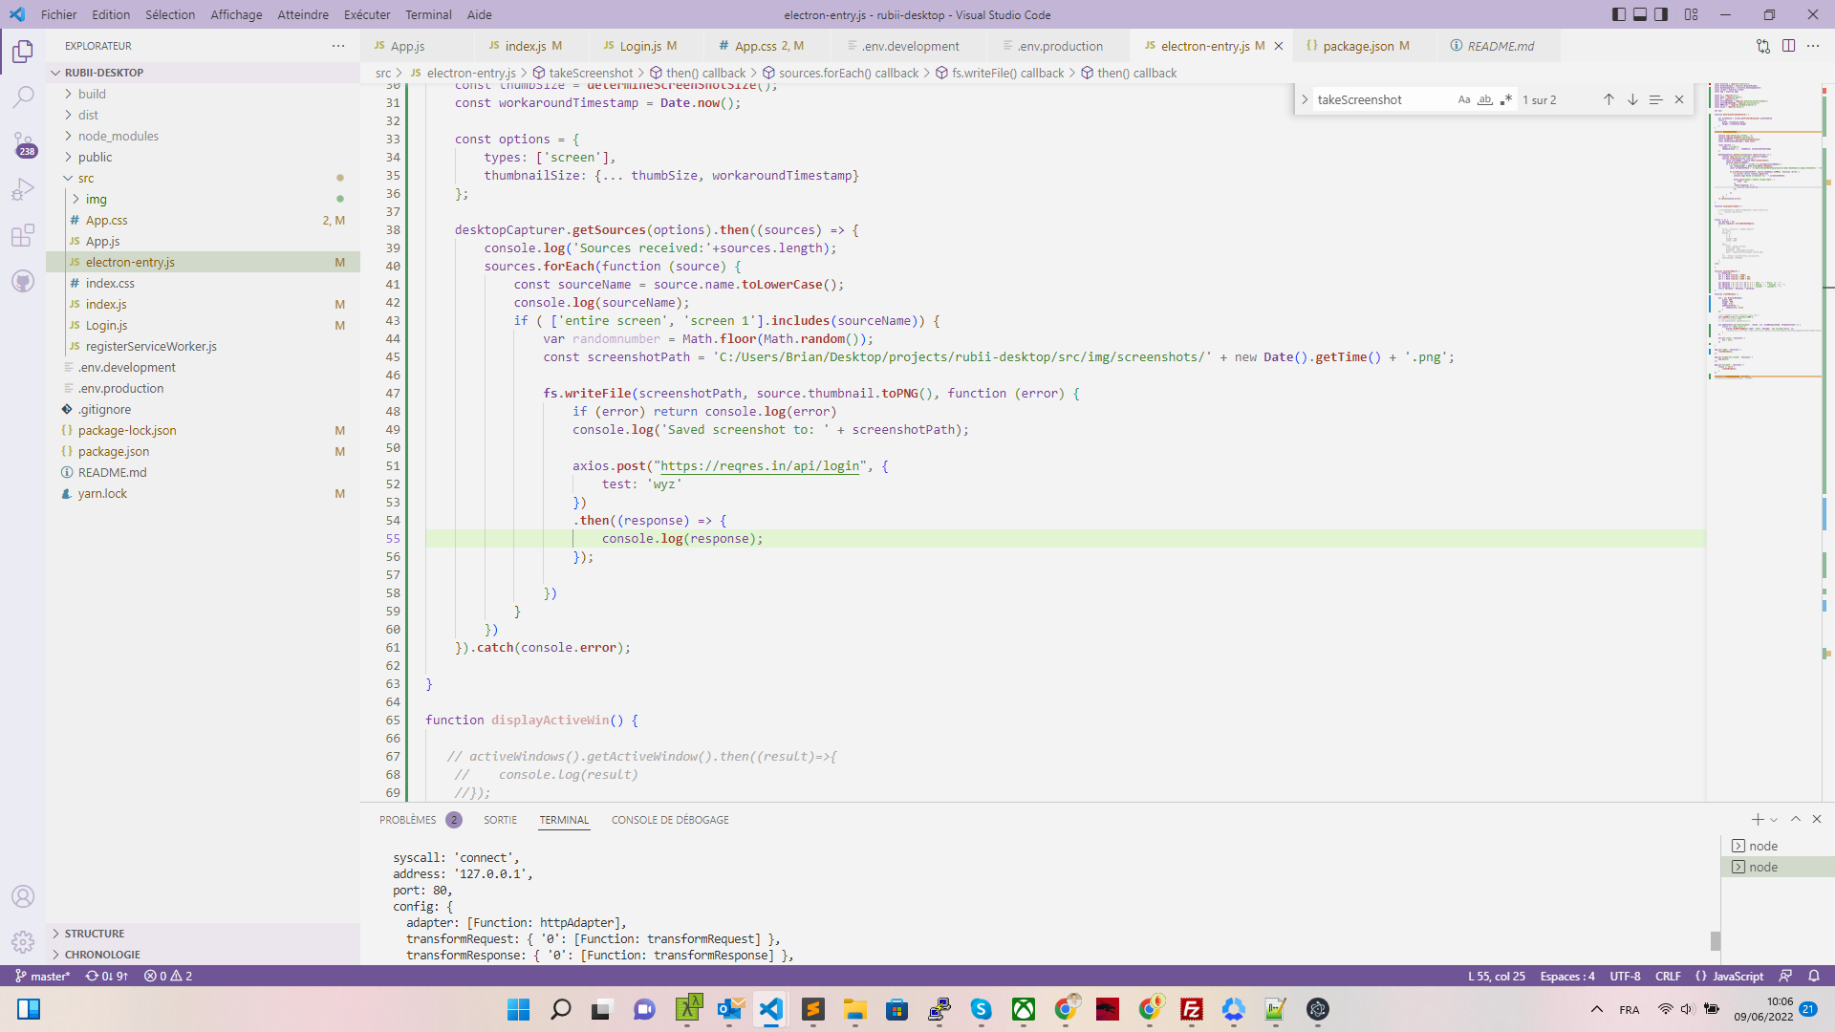 Fichier Edition Sélection Affichage Atteindre Exécuter Terminal Aide
electron-entry.js - rubii-desktop - Visual Studio Code
EXPLORATEUR
JS App.js
JS index.js M
JS Login.js M
# App.css 2, M
.env.development
.env.production
JS electron-entry.js M
{} package.json M
README.md
src > JS electron-entry.js > takeScreenshot > then() callback > sources.forEach() callback > fs.writeFile() callback > then() callback
takeScreenshot Aa ab 1 sur 2
RUBII-DESKTOP
build
dist
node_modules
public
src
img
# App.css 2, M
JS App.js
JS electron-entry.js M
# index.css
JS index.js M
JS Login.js M
JS registerServiceWorker.js
.env.development
.env.production
.gitignore
{} package-lock.json M
{} package.json M
README.md
yarn.lock M
238
STRUCTURE
CHRONOLOGIE
30 const thumbSize = determineScreenShotSize();
31 const workaroundTimestamp = Date.now();
32
33 const options = {
34 types: ['screen'],
35 thumbnailSize: {... thumbSize, workaroundTimestamp}
36 };
37
38 desktopCapturer.getSources(options).then((sources) => {
39 console.log('Sources received:'+sources.length);
40 sources.forEach(function (source) {
41 const sourceName = source.name.toLowerCase();
42 console.log(sourceName);
43 if ( ['entire screen', 'screen 1'].includes(sourceName)) {
44 var randomnumber = Math.floor(Math.random());
45 const screenshotPath = 'C:/Users/Brian/Desktop/projects/rubii-desktop/src/img/screenshots/' + new Date().getTime() + '.png';
46
47 fs.writeFile(screenshotPath, source.thumbnail.toPNG(), function (error) {
48 if (error) return console.log(error)
49 console.log('Saved screenshot to: ' + screenshotPath);
50
51 axios.post("https://reqres.in/api/login", {
52 test: 'wyz'
53 })
54 .then((response) => {
55 console.log(response);
56 });
57
58 })
59 }
60 })
61 }).catch(console.error);
62
63 }
64
65 function displayActiveWin() {
66
67 // activeWindows().getActiveWindow().then((result)=>{
68 // console.log(result)
69 //});
PROBLÈMES 2 SORTIE TERMINAL CONSOLE DE DÉBOGAGE
syscall: 'connect',
address: '127.0.0.1',
port: 80,
config: {
adapter: [Function: httpAdapter],
transformRequest: { '0': [Function: transformRequest] },
transformResponse: { '0': [Function: transformResponse] },
node
node
master* 0↓ 9↑ 0 2
L 55, col 25 Espaces : 4 UTF-8 CRLF {} JavaScript
FRA
10:06
09/06/2022 21